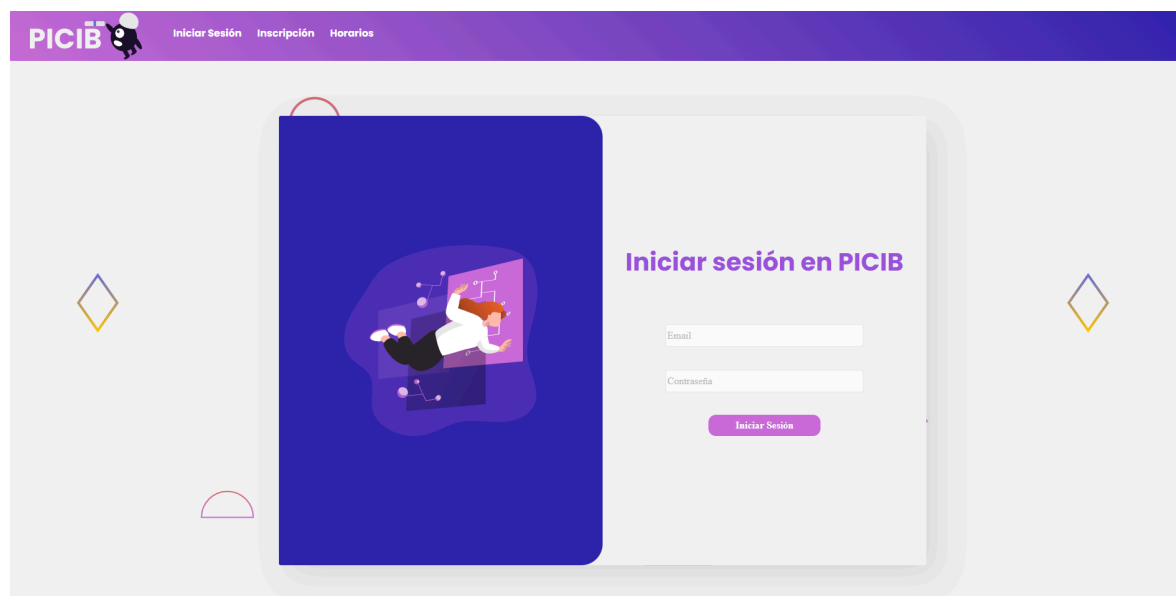 PICIB
Iniciar Sesión Inscripción Horarios
Iniciar sesión en PICIB
Email
Contraseña
Iniciar Sesión